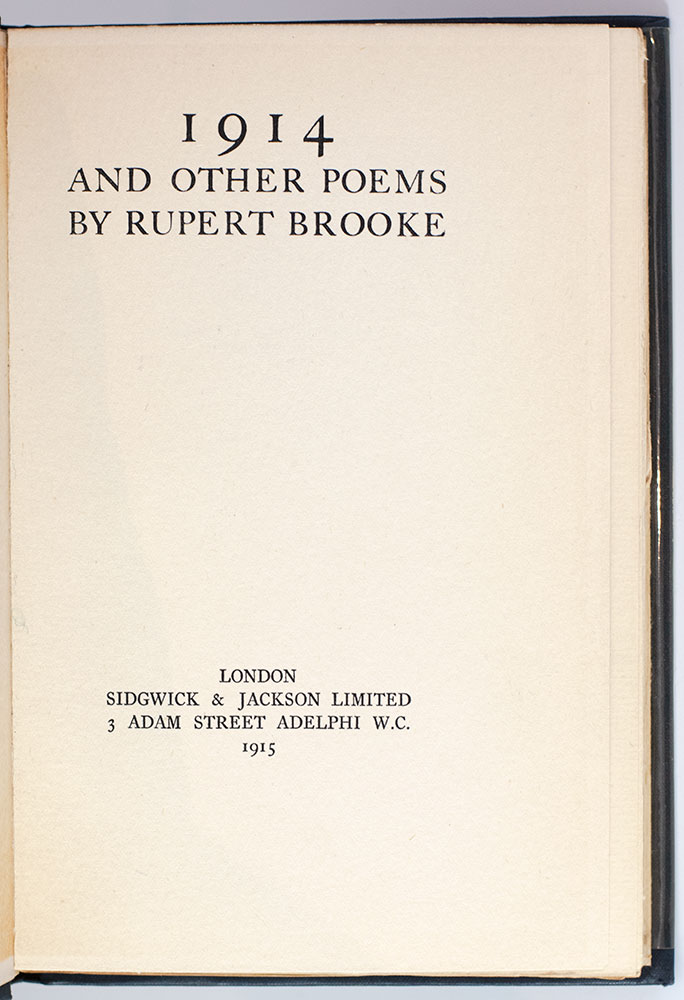 1914
AND OTHER POEMS
BY RUPERT BROOKE
LONDON
SIDGWICK & JACKSON LIMITED
3 ADAM STREET ADELPHI W.C.
1915